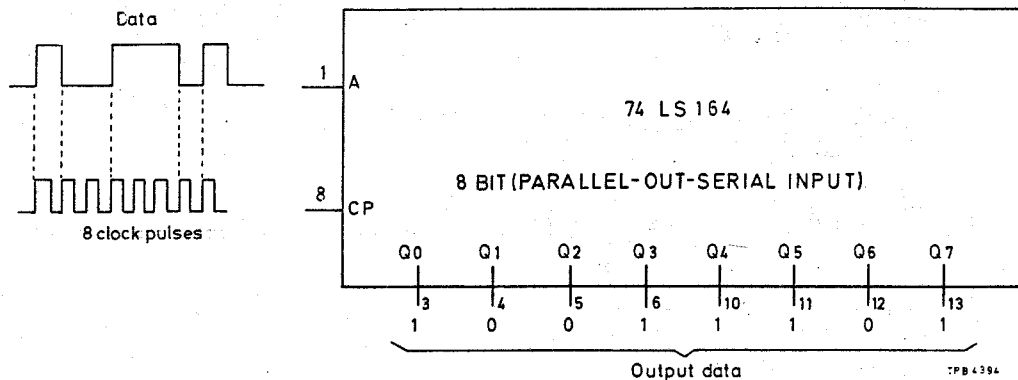 Data
1
A
74 LS 164
8 BIT (PARALLEL-OUT-SERIAL INPUT)
8
CP
8 clock pulses
Q0 Q1 Q2 Q3 Q4 Q5 Q6 Q7
3 4 5 6 10 11 12 13
1 0 0 1 1 1 0 1
Output data
TPB 4394